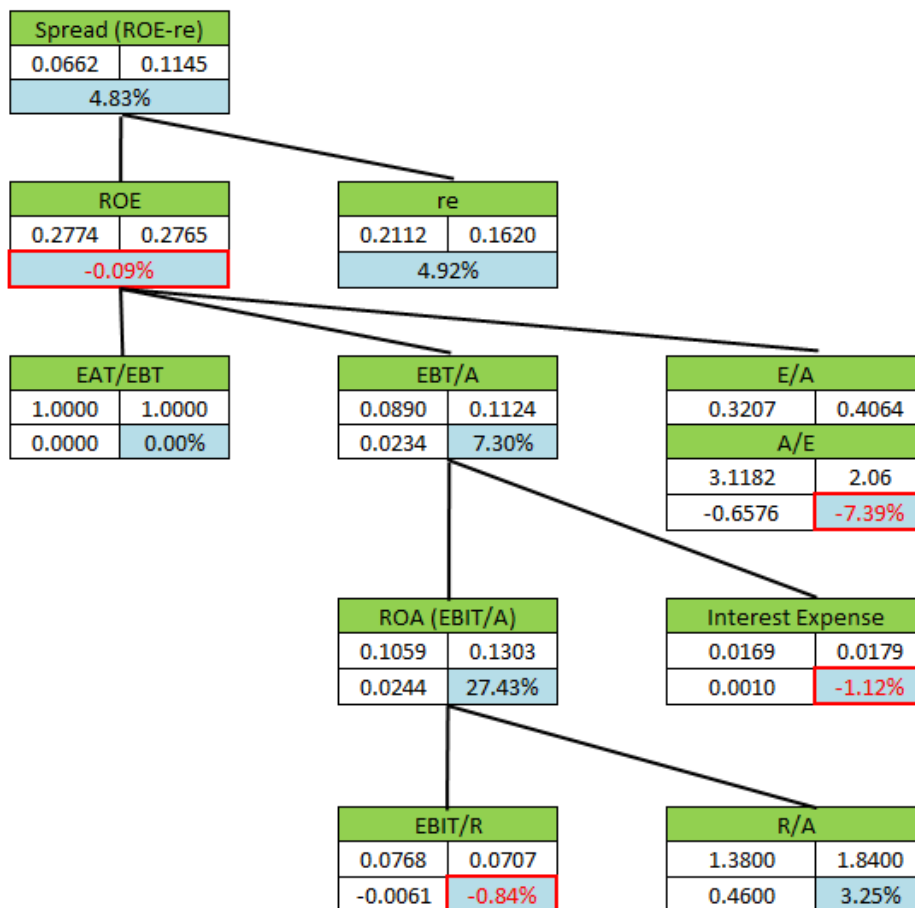 Spread (ROE-re)
0.0662 0.1145
4.83%
ROE re
0.2774 0.2765 0.2112 0.1620
-0.09% 4.92%
EAT/EBT EBT/A E/A
1.0000 1.0000 0.0890 0.1124 0.3207 0.4064
0.0000 0.00% 0.0234 7.30% A/E
3.1182 2.06
-0.6576 -7.39%
ROA (EBIT/A) Interest Expense
0.1059 0.1303 0.0169 0.0179
0.0244 27.43% 0.0010 -1.12%
EBIT/R R/A
0.0768 0.0707 1.3800 1.8400
-0.0061 -0.84% 0.4600 3.25%